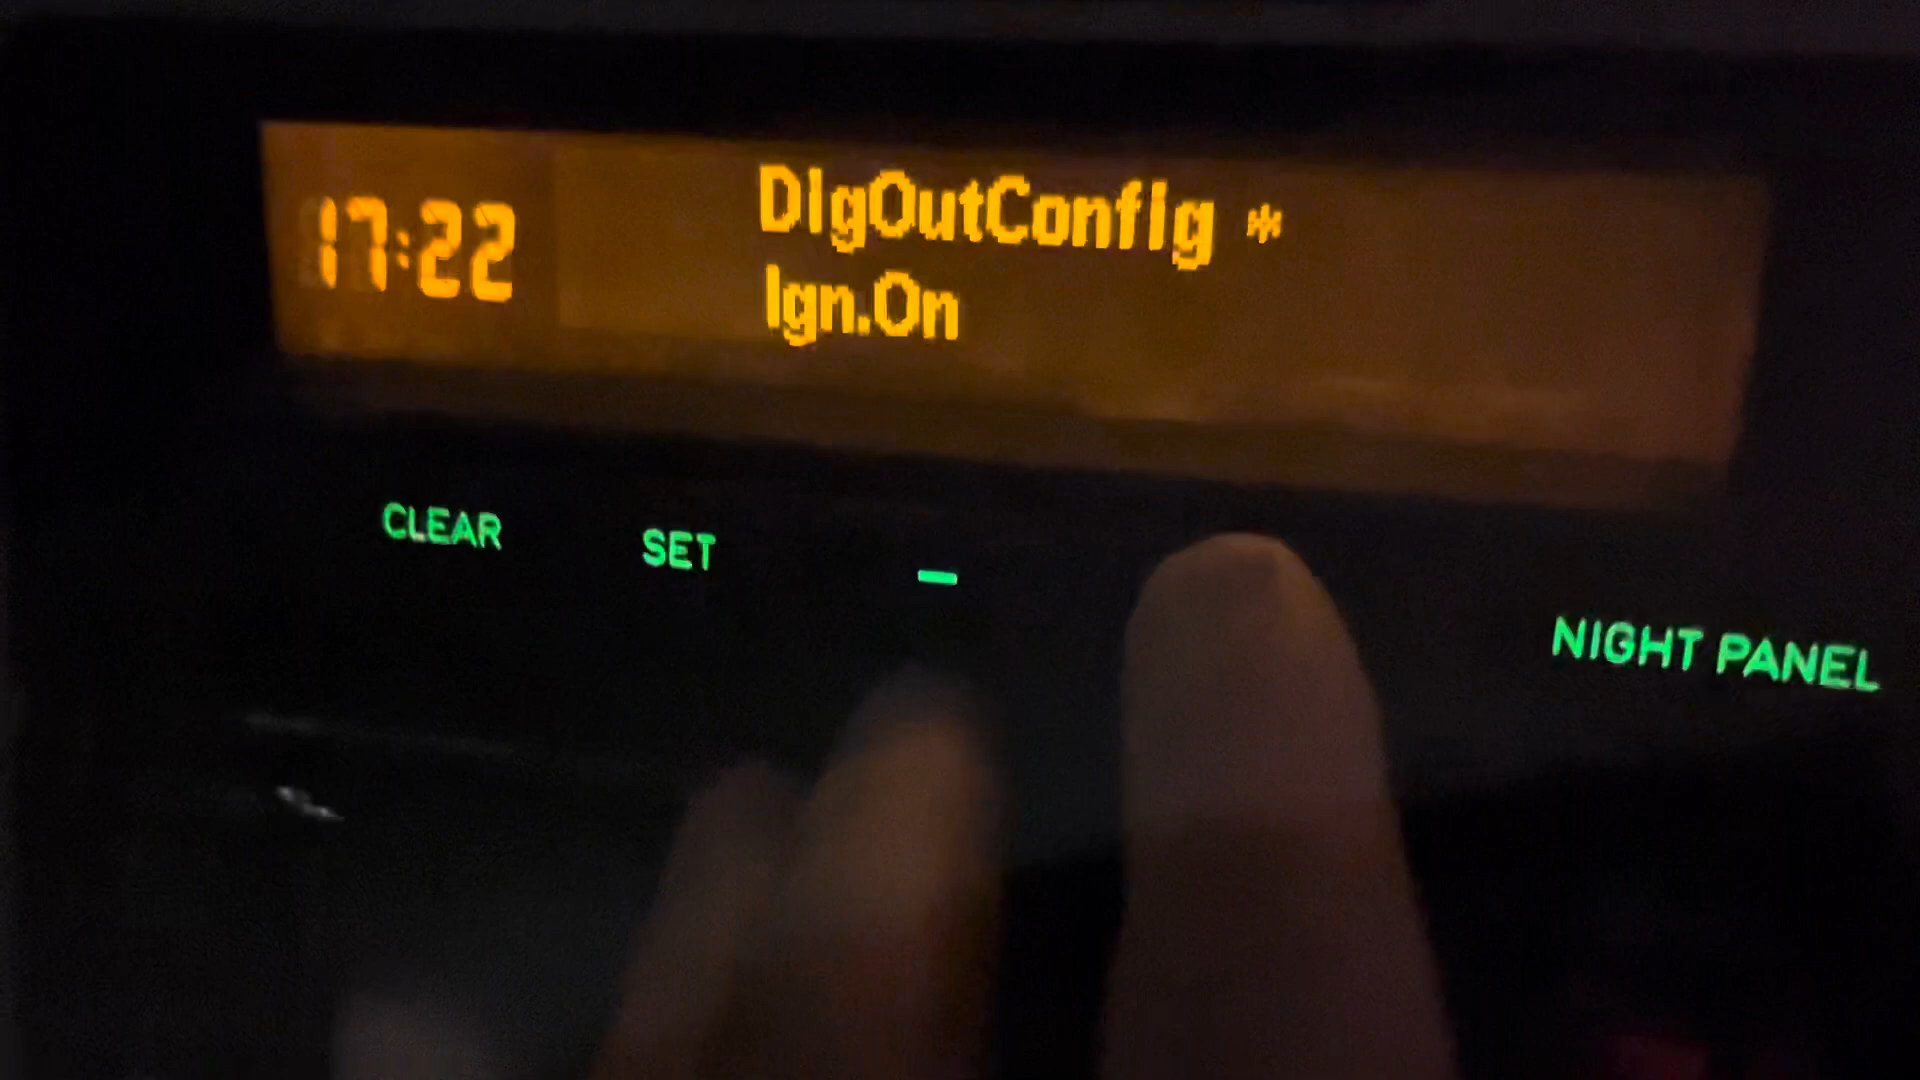 17:22
DigOutConfig *
Ign.On
CLEAR
SET
–
NIGHT PANEL